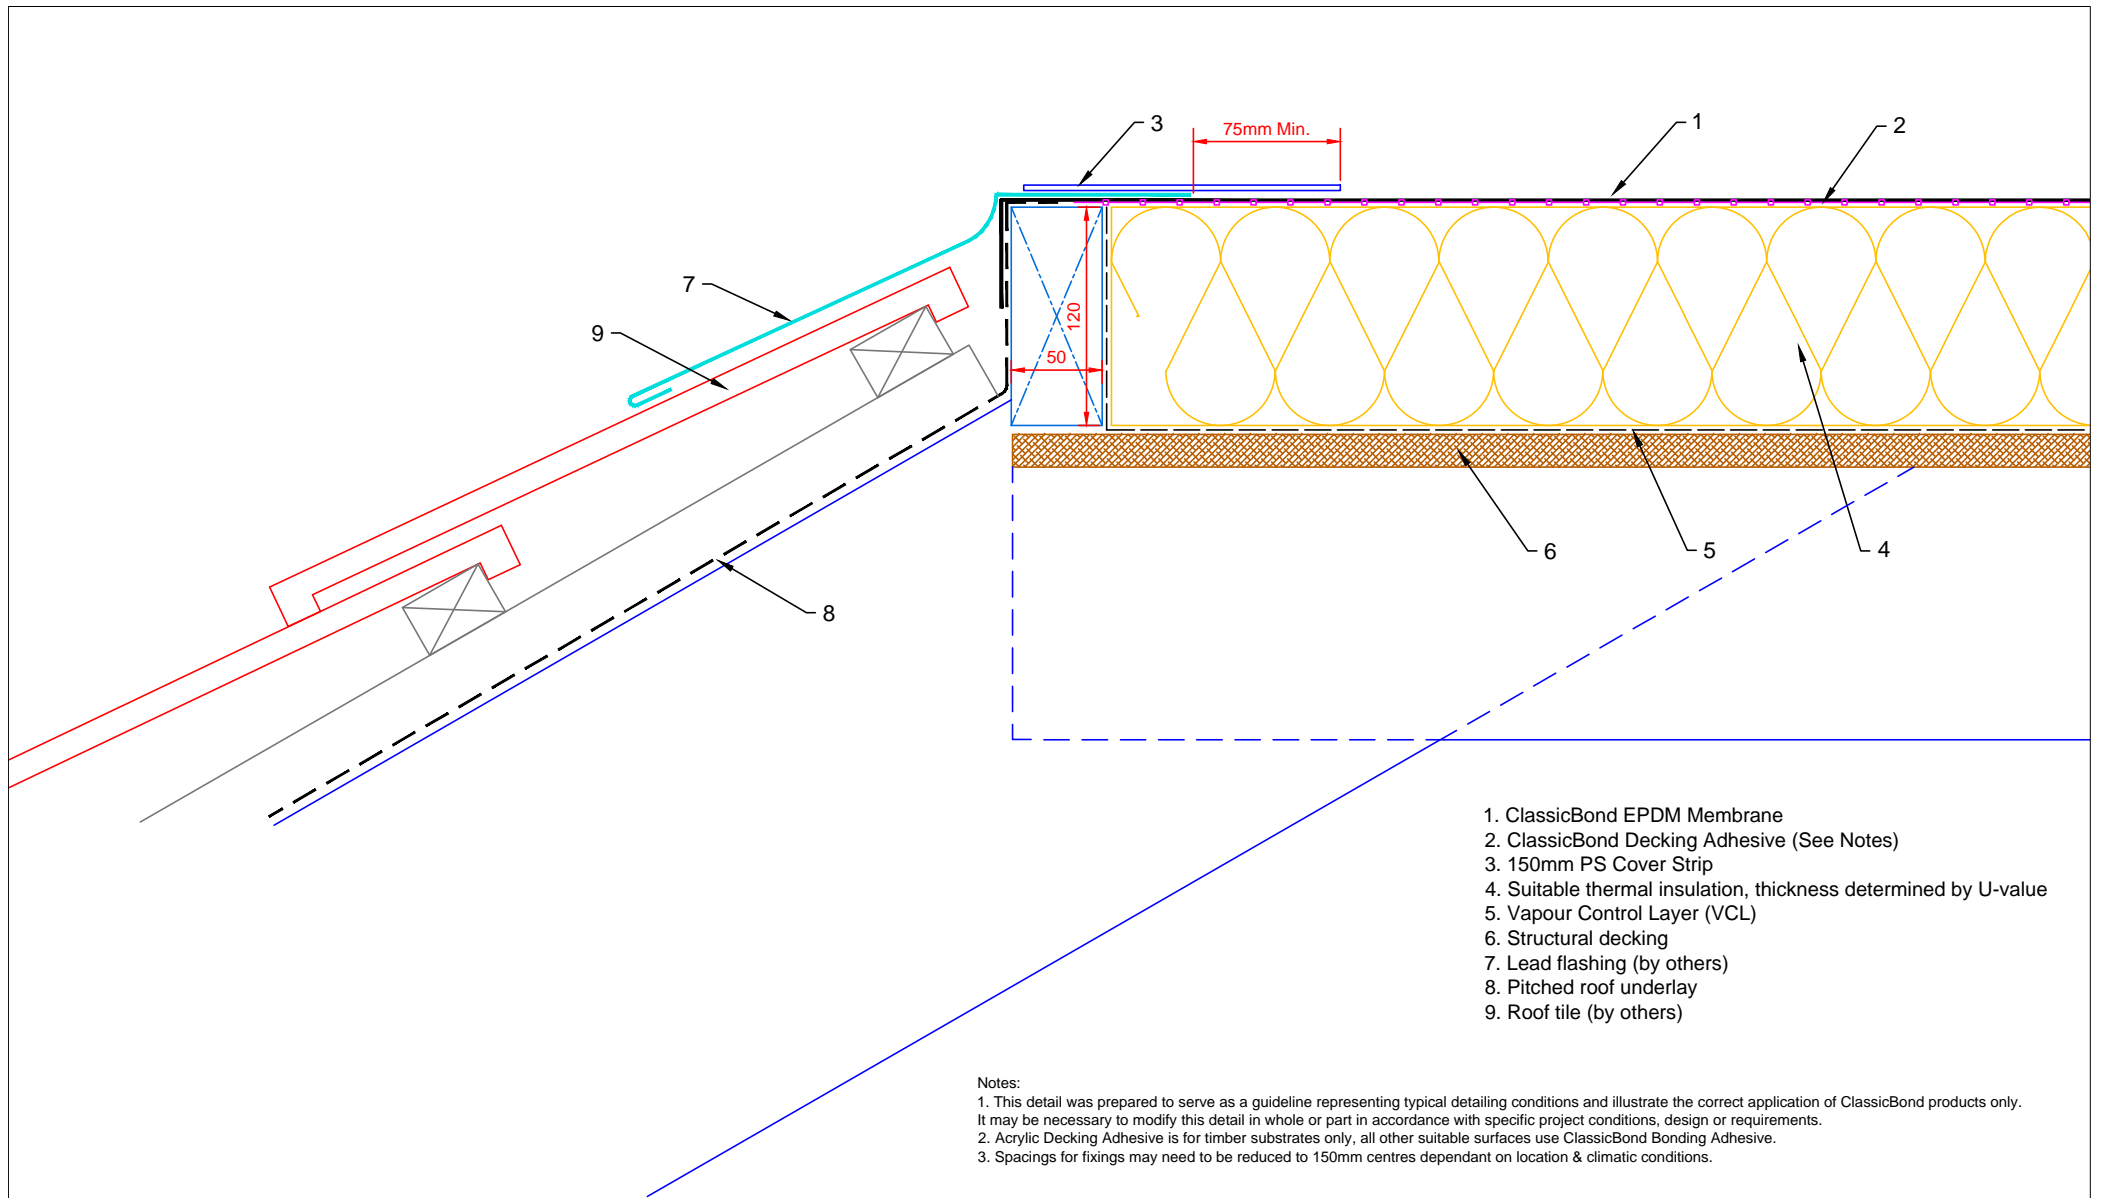 3
75mm Min.
1
2
7
9
120
50
8
6
5
4
1. ClassicBond EPDM Membrane
2. ClassicBond Decking Adhesive (See Notes)
3. 150mm PS Cover Strip
4. Suitable thermal insulation, thickness determined by U-value
5. Vapour Control Layer (VCL)
6. Structural decking
7. Lead flashing (by others)
8. Pitched roof underlay
9. Roof tile (by others)
Notes:
1. This detail was prepared to serve as a guideline representing typical detailing conditions and illustrate the correct application of ClassicBond products only.
It may be necessary to modify this detail in whole or part in accordance with specific project conditions, design or requirements.
2. Acrylic Decking Adhesive is for timber substrates only, all other suitable surfaces use ClassicBond Bonding Adhesive.
3. Spacings for fixings may need to be reduced to 150mm centres dependant on location & climatic conditions.